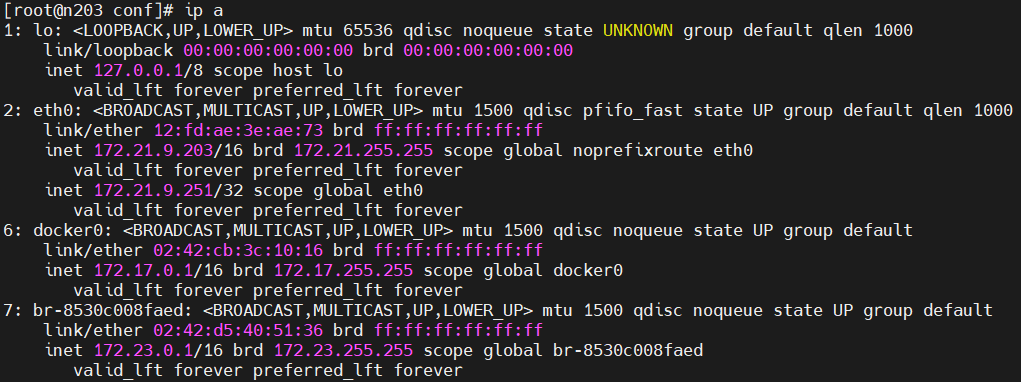 [root@n203 conf]# ip a
1: lo: <LOOPBACK,UP,LOWER_UP> mtu 65536 qdisc noqueue state UNKNOWN group default qlen 1000
    link/loopback 00:00:00:00:00:00 brd 00:00:00:00:00:00
    inet 127.0.0.1/8 scope host lo
       valid_lft forever preferred_lft forever
2: eth0: <BROADCAST,MULTICAST,UP,LOWER_UP> mtu 1500 qdisc pfifo_fast state UP group default qlen 1000
    link/ether 12:fd:ae:3e:ae:73 brd ff:ff:ff:ff:ff:ff
    inet 172.21.9.203/16 brd 172.21.255.255 scope global noprefixroute eth0
       valid_lft forever preferred_lft forever
    inet 172.21.9.251/32 scope global eth0
       valid_lft forever preferred_lft forever
6: docker0: <BROADCAST,MULTICAST,UP,LOWER_UP> mtu 1500 qdisc noqueue state UP group default
    link/ether 02:42:cb:3c:10:16 brd ff:ff:ff:ff:ff:ff
    inet 172.17.0.1/16 brd 172.17.255.255 scope global docker0
       valid_lft forever preferred_lft forever
7: br-8530c008faed: <BROADCAST,MULTICAST,UP,LOWER_UP> mtu 1500 qdisc noqueue state UP group default
    link/ether 02:42:d5:40:51:36 brd ff:ff:ff:ff:ff:ff
    inet 172.23.0.1/16 brd 172.23.255.255 scope global br-8530c008faed
       valid_lft forever preferred_lft forever